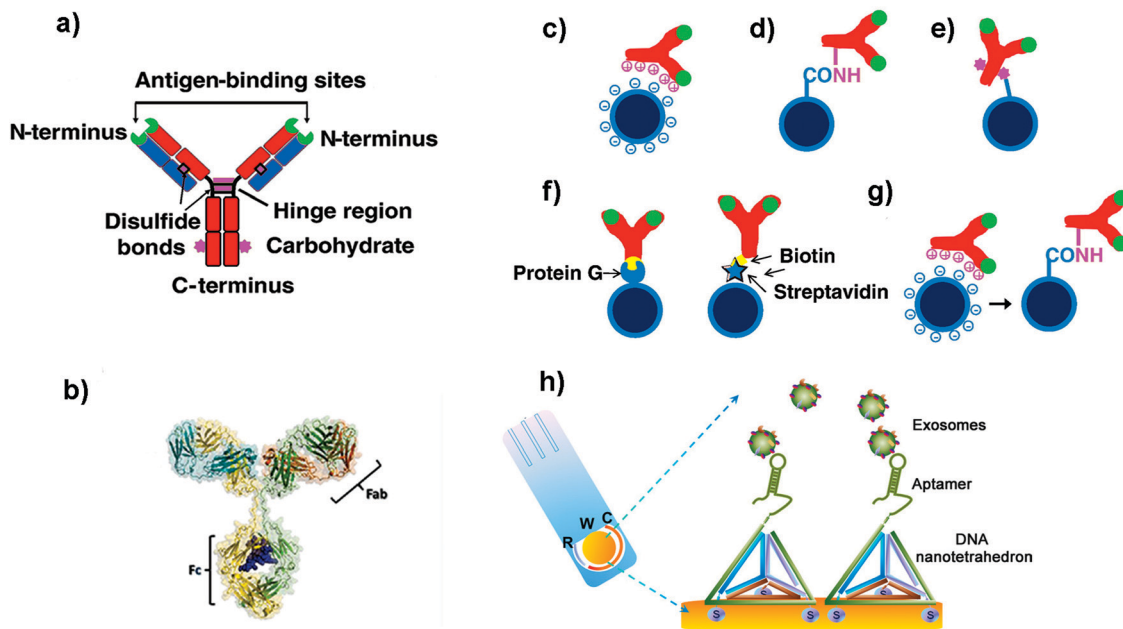 a)
Antigen-binding sites
N-terminus
N-terminus
Disulfide
bonds
Hinge region
Carbohydrate
C-terminus
b)
Fab
Fc
c)
d)
CONH
e)
f)
Protein G
Biotin
Streptavidin
g)
CONH
h)
R
W
C
Exosomes
Aptamer
DNA
nanotetrahedron
S
S
S
S
S
S